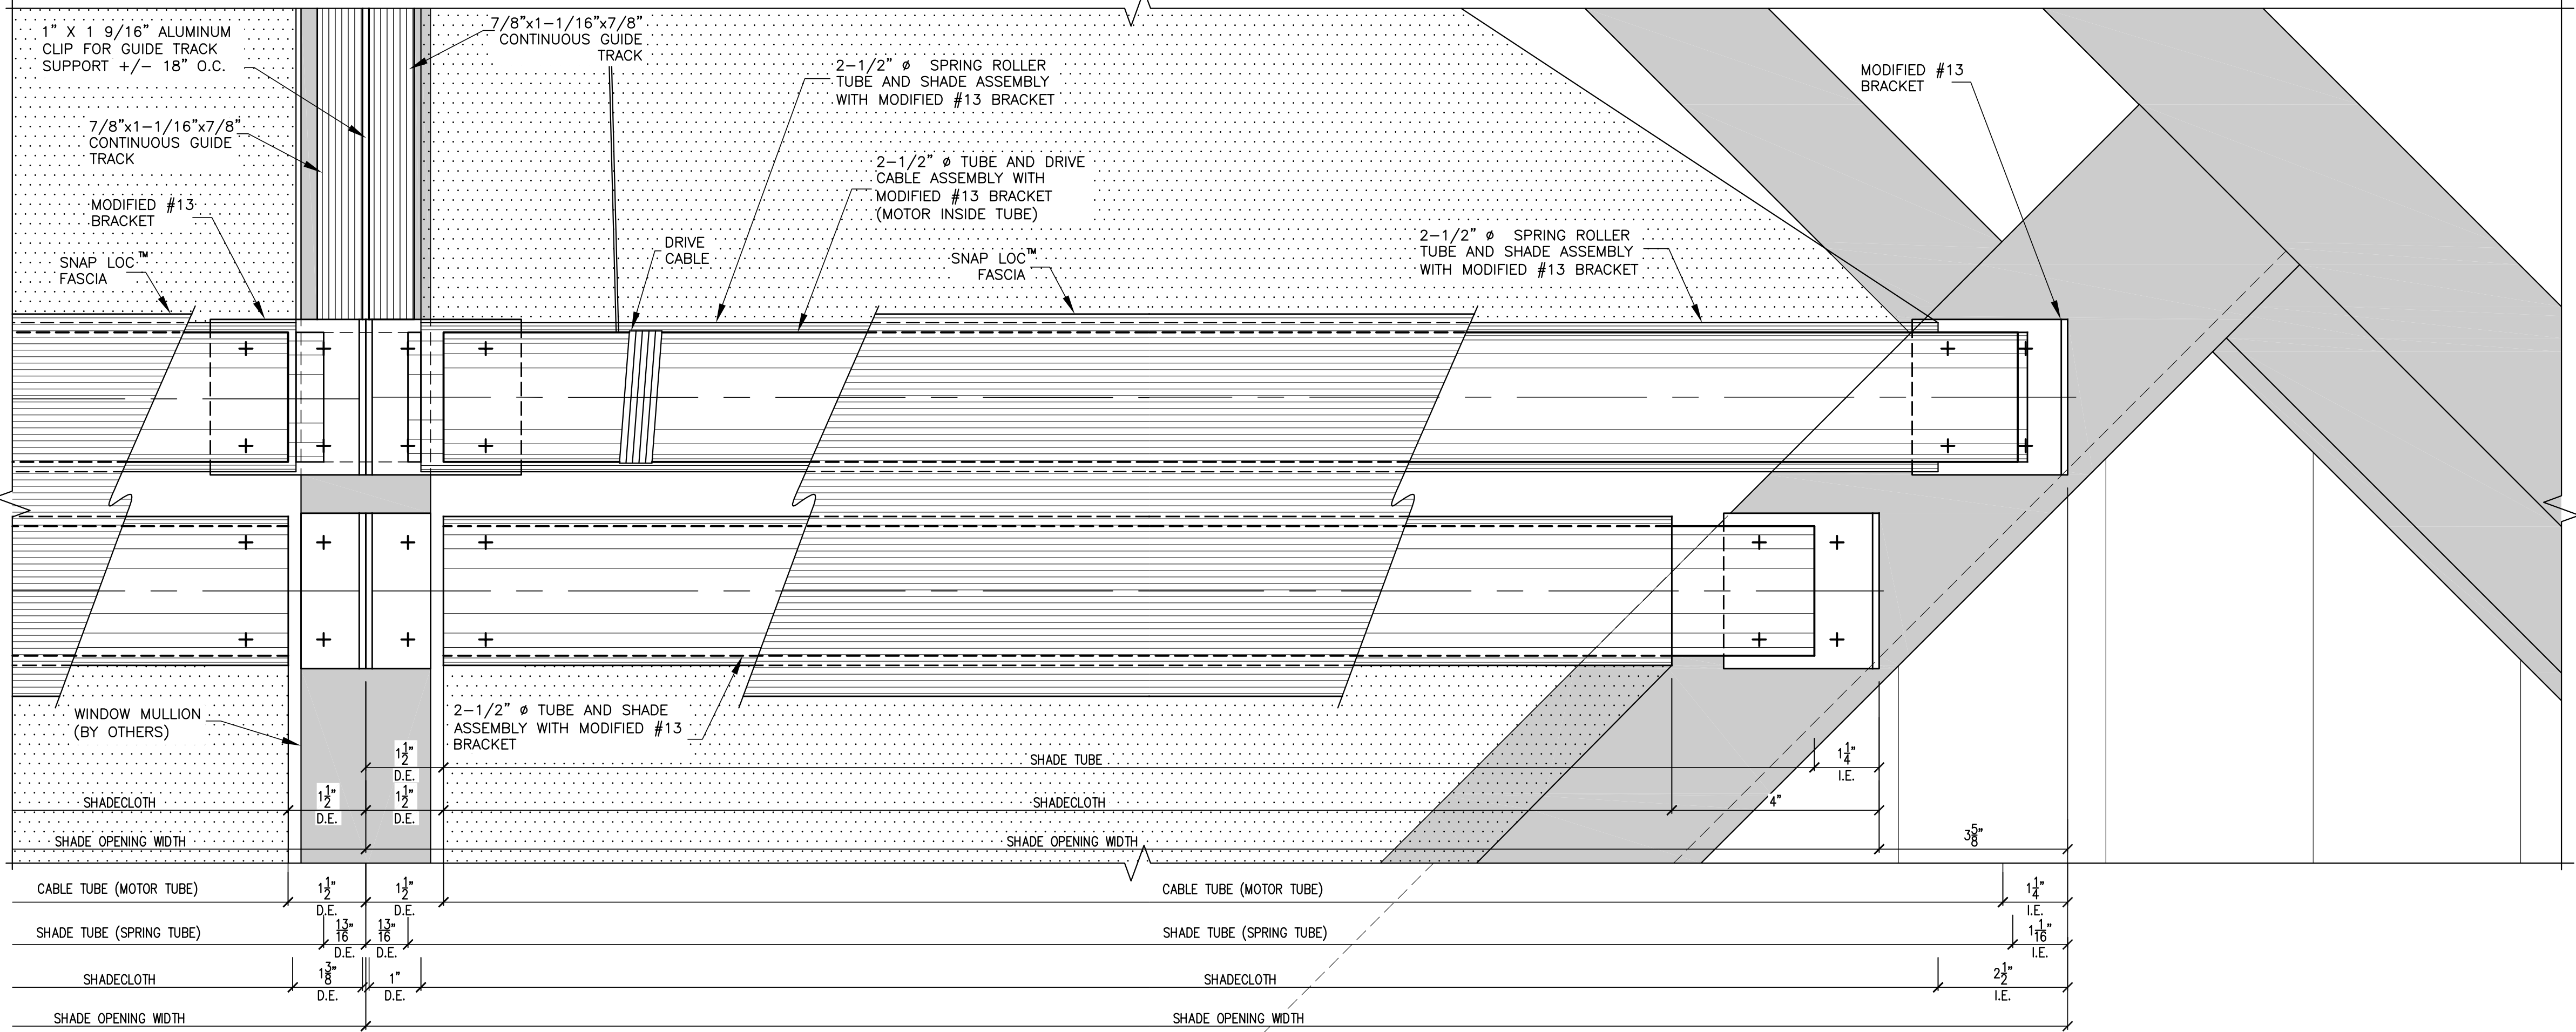 1" X 1 9/16" ALUMINUM
CLIP FOR GUIDE TRACK
SUPPORT +/- 18" O.C.
7/8"x1-1/16"x7/8"
CONTINUOUS GUIDE
TRACK
MODIFIED #13
BRACKET
SNAP LOC™
FASCIA
7/8"x1-1/16"x7/8"
CONTINUOUS GUIDE
TRACK
2-1/2" ø SPRING ROLLER
TUBE AND SHADE ASSEMBLY
WITH MODIFIED #13 BRACKET
2-1/2" ø TUBE AND DRIVE
CABLE ASSEMBLY WITH
MODIFIED #13 BRACKET
(MOTOR INSIDE TUBE)
DRIVE
CABLE
SNAP LOC™
FASCIA
2-1/2" ø SPRING ROLLER
TUBE AND SHADE ASSEMBLY
WITH MODIFIED #13 BRACKET
MODIFIED #13
BRACKET
WINDOW MULLION
(BY OTHERS)
2-1/2" ø TUBE AND SHADE
ASSEMBLY WITH MODIFIED #13
BRACKET
1 1/2"
D.E.
SHADE TUBE
1 1/4"
I.E.
SHADECLOTH
1 1/2"
D.E.
1 1/2"
D.E.
SHADECLOTH
4"
SHADE OPENING WIDTH
SHADE OPENING WIDTH
3 5/8"
CABLE TUBE (MOTOR TUBE)
1 1/2"
D.E.
1 1/2"
D.E.
CABLE TUBE (MOTOR TUBE)
1 1/4"
I.E.
SHADE TUBE (SPRING TUBE)
13/16"
D.E.
13/16"
D.E.
SHADE TUBE (SPRING TUBE)
1 1/16"
I.E.
SHADECLOTH
1 3/8"
D.E.
1"
D.E.
SHADECLOTH
2 1/2"
I.E.
SHADE OPENING WIDTH
SHADE OPENING WIDTH